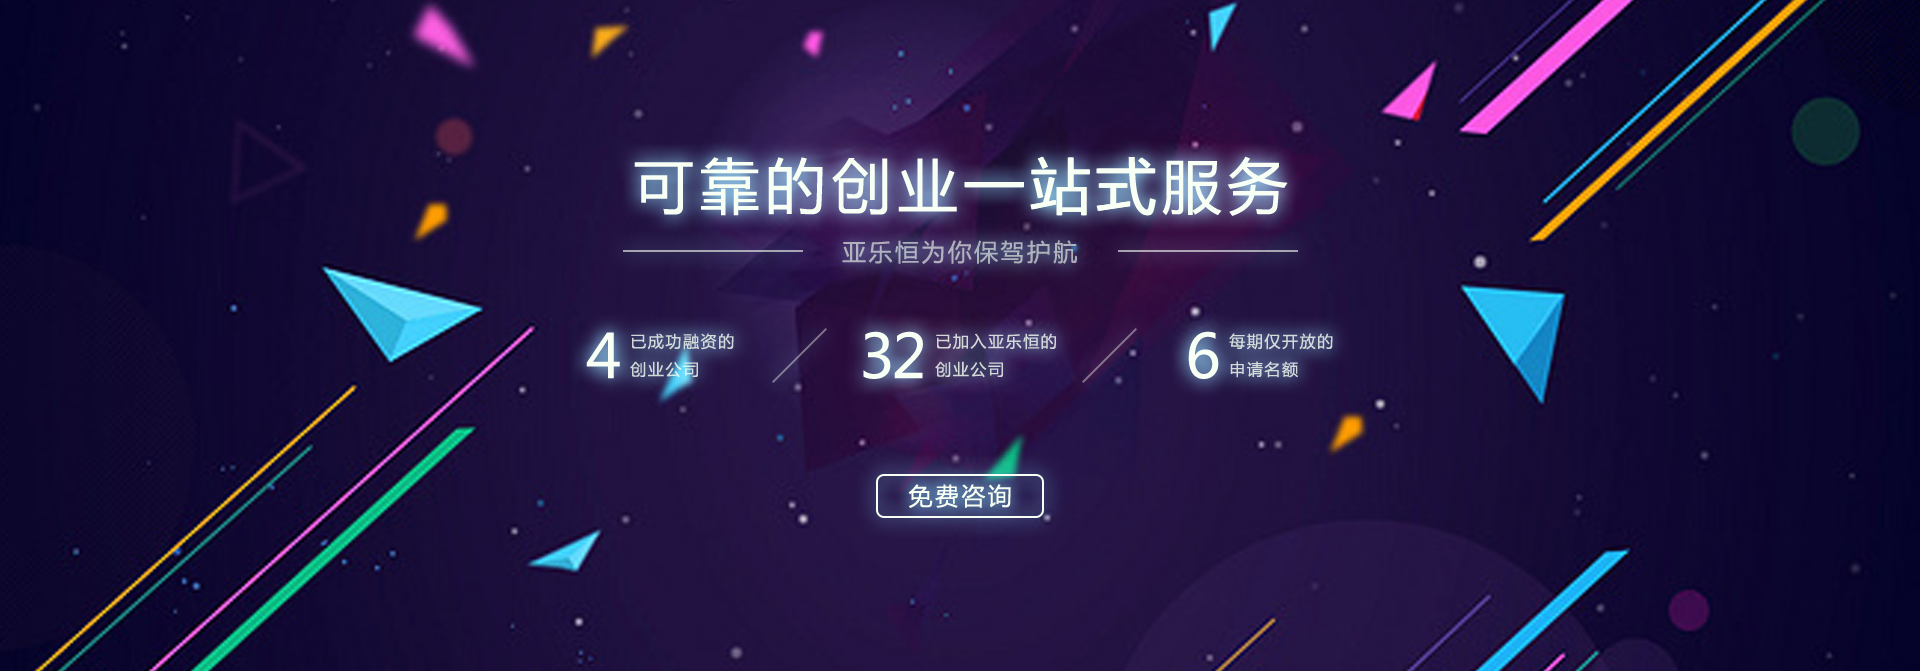 可靠的创业一站式服务
亚乐恒为你保驾护航
4 已成功融资的
创业公司
32 已加入亚乐恒的
创业公司
6 每期仅开放的
申请名额
免费咨询